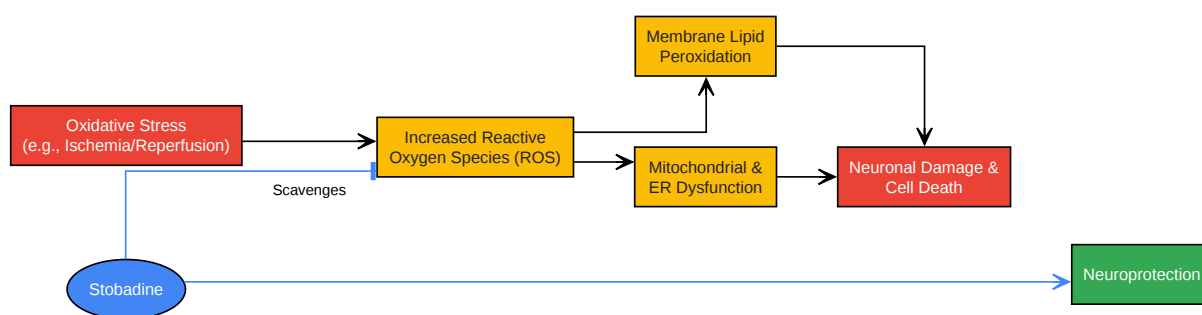 Oxidative Stress
(e.g., Ischemia/Reperfusion)
Increased Reactive
Oxygen Species (ROS)
Membrane Lipid
Peroxidation
Mitochondrial &
ER Dysfunction
Neuronal Damage &
Cell Death
Scavenges
Stobadine
Neuroprotection